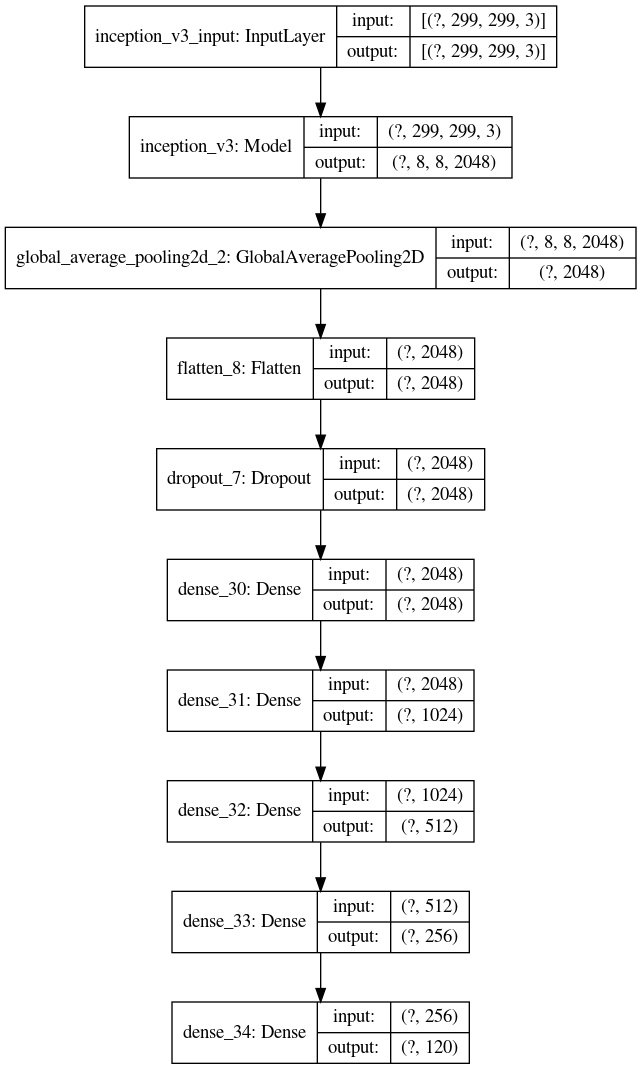 inception_v3_input: InputLayer
input: [(?, 299, 299, 3)]
output: [(?, 299, 299, 3)]
inception_v3: Model
input: (?, 299, 299, 3)
output: (?, 8, 8, 2048)
global_average_pooling2d_2: GlobalAveragePooling2D
input: (?, 8, 8, 2048)
output: (?, 2048)
flatten_8: Flatten
input: (?, 2048)
output: (?, 2048)
dropout_7: Dropout
input: (?, 2048)
output: (?, 2048)
dense_30: Dense
input: (?, 2048)
output: (?, 2048)
dense_31: Dense
input: (?, 2048)
output: (?, 1024)
dense_32: Dense
input: (?, 1024)
output: (?, 512)
dense_33: Dense
input: (?, 512)
output: (?, 256)
dense_34: Dense
input: (?, 256)
output: (?, 120)